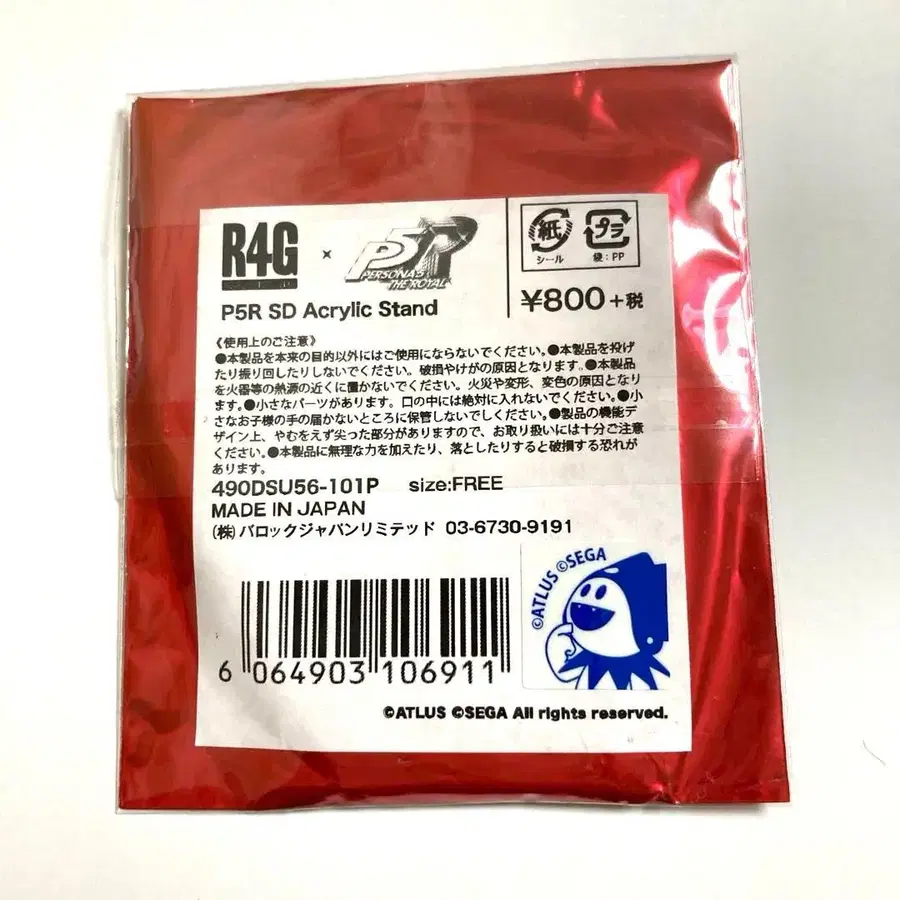 R4G × P5R
PERSONA5
THE ROYAL
P5R SD Acrylic Stand
紙
シール
プラ
袋：PP
¥800+税
《使用上のご注意》
●本製品を本来の目的以外にはご使用にならないでください。●本製品を投げ
たり振り回したりしないでください。破損やけがの原因となります。●本製品
を火器等の熱源の近くに置かないでください。火災や変形、変色の原因となり
ます。●小さなパーツがあります。口の中には絶対に入れないでください。●小
さなお子様の手の届かないところに保管しないでしください。●製品の機能デ
ザイン上、やむをえず尖った部分がありますので、お取り扱いには十分ご注意
ください。●本製品に無理な力を加えたり、落としたりすると破損する恐れが
あります。
490DSU56-101P size:FREE
MADE IN JAPAN
(株)バロックジャパンリミテッド 03-6730-9191
©ATLUS ©SEGA
6 064903 106911
©ATLUS ©SEGA All rights reserved.